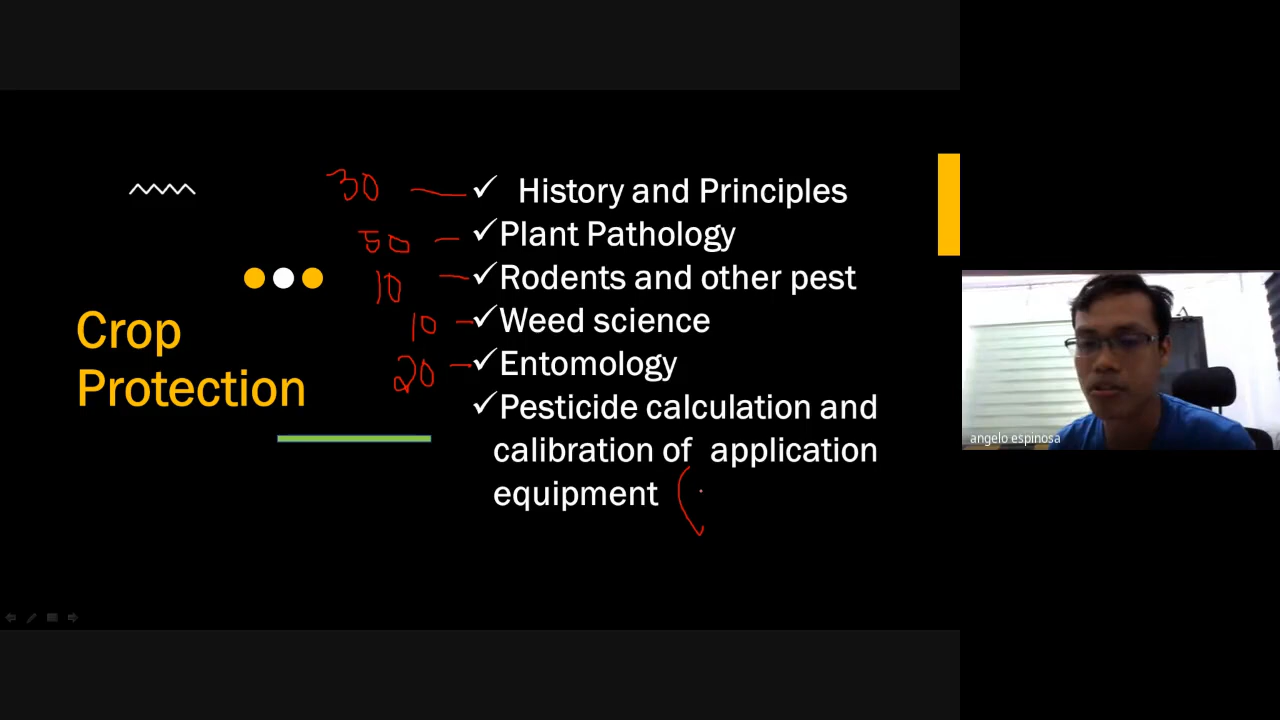 30 — ✓ History and Principles
50 — ✓ Plant Pathology
10 — ✓ Rodents and other pest
10 — ✓ Weed science
20 — ✓ Entomology
✓ Pesticide calculation and
calibration of application
equipment (
Crop
Protection
angelo espinosa